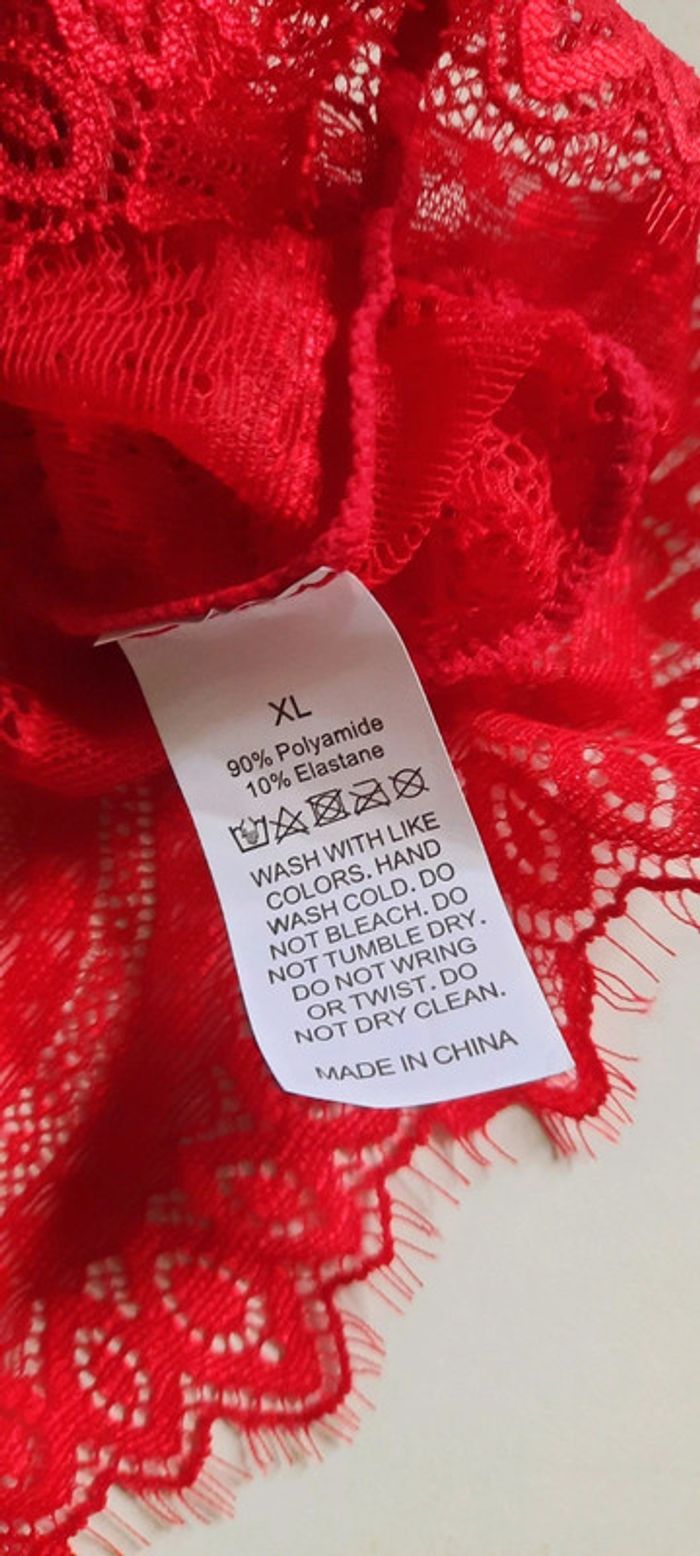 XL
90% Polyamide
10% Elastane
WASH WITH LIKE
COLORS. HAND
WASH COLD. DO
NOT BLEACH. DO
NOT TUMBLE DRY.
DO NOT WRING
OR TWIST. DO
NOT DRY CLEAN.
MADE IN CHINA